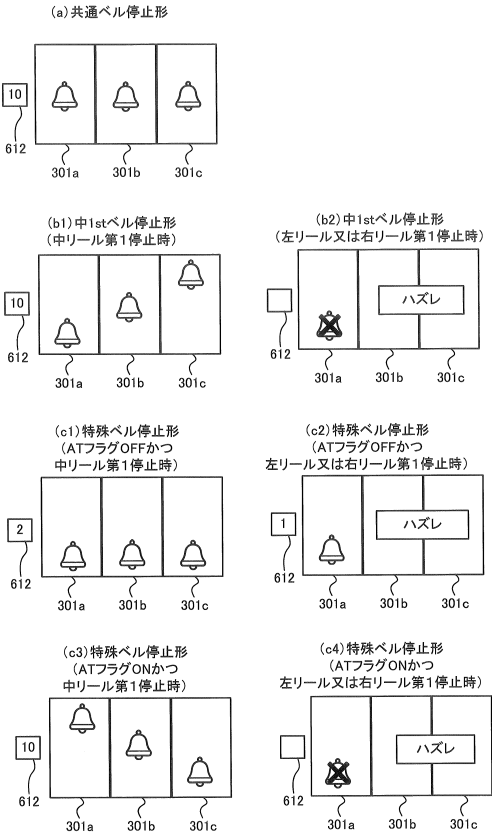 (a)共通ベル停止形
10
612
301a 301b 301c
(b1)中1stベル停止形
(中リール第1停止時)
10
612
301a 301b 301c
(b2)中1stベル停止形
(左リール又は右リール第1停止時)
ハズレ
612
301a 301b 301c
(c1)特殊ベル停止形
(ATフラグOFFかつ
中リール第1停止時)
2
612
301a 301b 301c
(c2)特殊ベル停止形
(ATフラグOFFかつ
左リール又は右リール第1停止時)
1
ハズレ
612
301a 301b 301c
(c3)特殊ベル停止形
(ATフラグONかつ
中リール第1停止時)
10
612
301a 301b 301c
(c4)特殊ベル停止形
(ATフラグONかつ
左リール又は右リール第1停止時)
ハズレ
612
301a 301b 301c